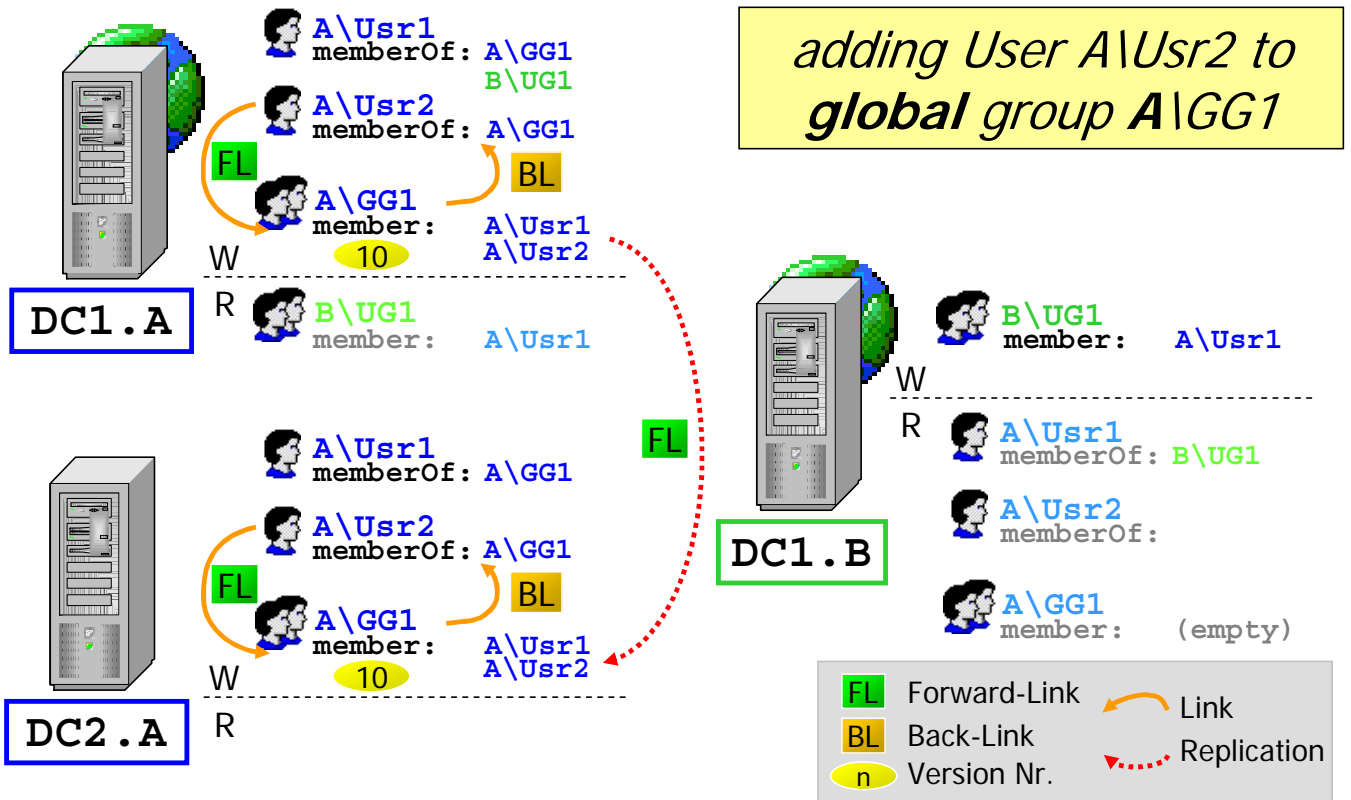 adding User A\Usr2 to
global group A\GG1
A\Usr1
memberOf: A\GG1
B\UG1
A\Usr2
memberOf: A\GG1
FL
BL
A\GG1
member: A\Usr1
A\Usr2
10
W
R
DC1.A
B\UG1
member: A\Usr1
FL
A\Usr1
memberOf: A\GG1
A\Usr2
memberOf: A\GG1
FL
BL
A\GG1
member: A\Usr1
A\Usr2
10
W
R
DC2.A
B\UG1
member: A\Usr1
W
R
DC1.B
A\Usr1
memberOf: B\UG1
A\Usr2
memberOf:
A\GG1
member: (empty)
FL Forward-Link
BL Back-Link
n Version Nr.
Link
Replication